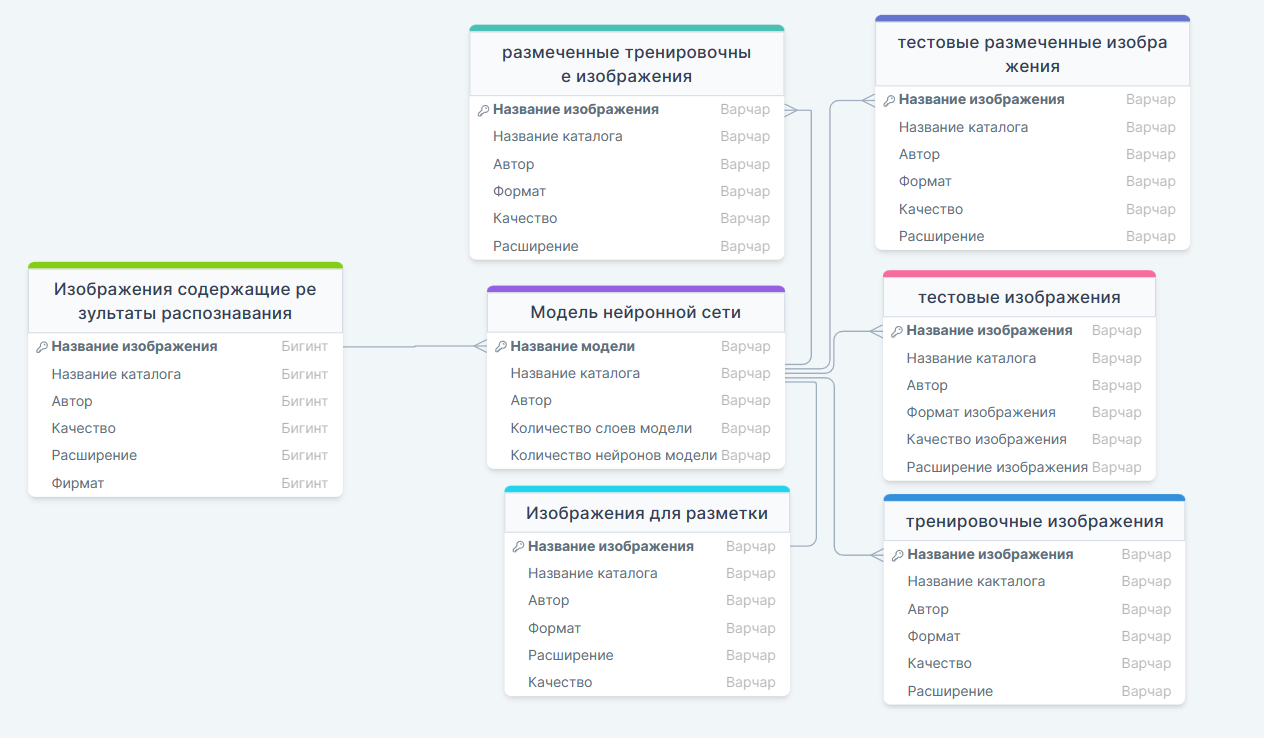 размеченные тренировочны
е изображения
Название изображения Варчар
Название каталога Варчар
Автор Варчар
Формат Варчар
Качество Варчар
Расширение Варчар
тестовые размеченные изобра
жения
Название изображения Варчар
Название каталога Варчар
Автор Варчар
Формат Варчар
Качество Варчар
Расширение Варчар
Изображения содержащие ре
зультаты распознавания
Название изображения Бигинт
Название каталога Бигинт
Автор Бигинт
Качество Бигинт
Расширение Бигинт
Фирмат Бигинт
Модель нейронной сети
Название модели Варчар
Название каталога Варчар
Автор Варчар
Количество слоев модели Варчар
Количество нейронов модели Варчар
тестовые изображения
Название изображения Варчар
Название каталога Варчар
Автор Варчар
Формат изображения Варчар
Качество изображения Варчар
Расширение изображения Варчар
Изображения для разметки
Название изображения Варчар
Название каталога Варчар
Автор Варчар
Формат Варчар
Расширение Варчар
Качество Варчар
тренировочные изображения
Название изображения Варчар
Название какталога Варчар
Автор Варчар
Формат Варчар
Качество Варчар
Расширение Варчар